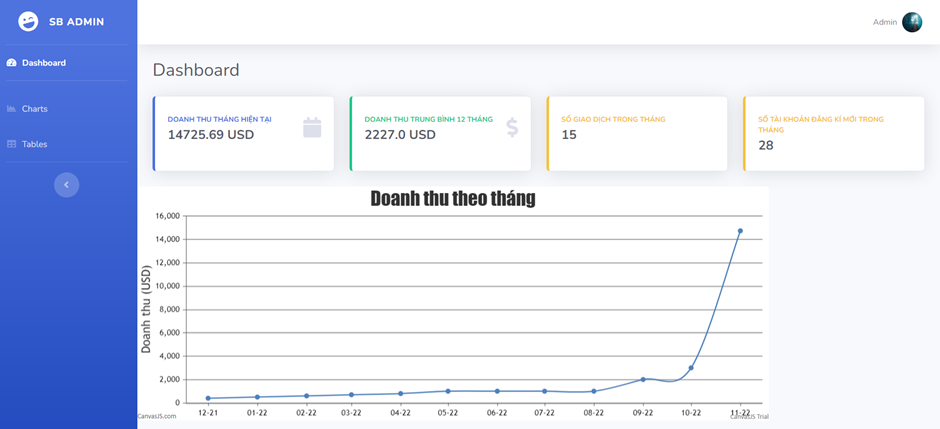 SB ADMIN
Admin
Dashboard
Charts
Tables
Dashboard
DOANH THU THÁNG HIỆN TẠI
14725.69 USD
DOANH THU TRUNG BÌNH 12 THÁNG
2227.0 USD
SỐ GIAO DỊCH TRONG THÁNG
15
SỐ TÀI KHOẢN ĐĂNG KÍ MỚI TRONG
THÁNG
28
Doanh thu theo tháng
Doanh thu (USD)
16,000
14,000
12,000
10,000
8,000
6,000
4,000
2,000
0
12-21 01-22 02-22 03-22 04-22 05-22 06-22 07-22 08-22 09-22 10-22 11-22
CanvasJS.com
CanvasJS Trial